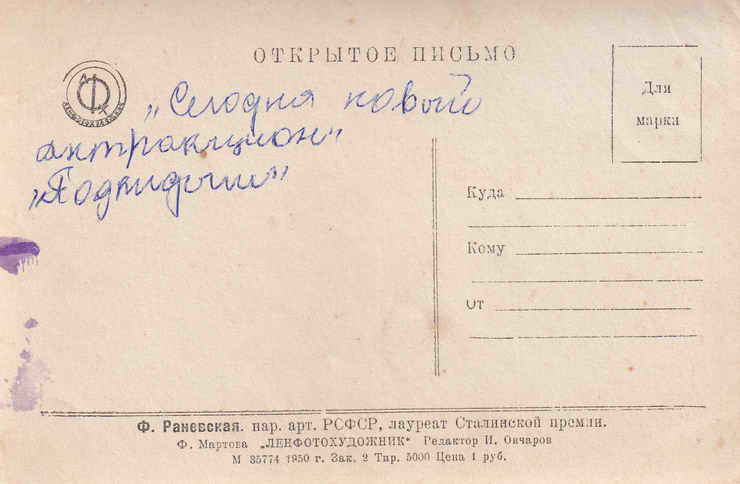 ОТКРЫТОЕ ПИСЬМО
Для
марки
„Сегодня новый
аттракцион"
„Подкидыш"
Куда
Кому
От
Ф. Раневская. нар. арт. РСФСР, лауреат Сталинской премии.
Ф. Мартова „ЛЕНФОТОХУДОЖНИК" Редактор И. Овчаров
М 35774 1950 г. Зак. 2 Тир. 5000 Цена 1 руб.